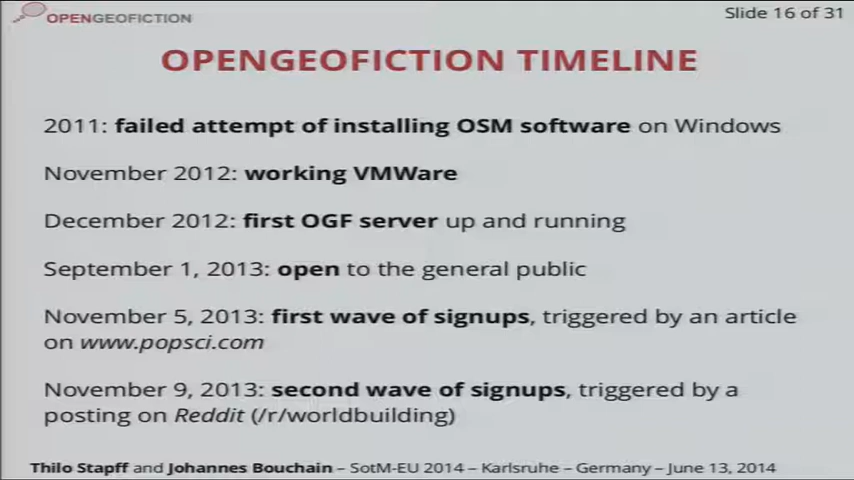 OPENGEOFICTION
Slide 16 of 31
OPENGEOFICTION TIMELINE
2011: failed attempt of installing OSM software on Windows
November 2012: working VMWare
December 2012: first OGF server up and running
September 1, 2013: open to the general public
November 5, 2013: first wave of signups, triggered by an article
on www.popsci.com
November 9, 2013: second wave of signups, triggered by a
posting on Reddit (/r/worldbuilding)
Thilo Stapff and Johannes Bouchain – SotM-EU 2014 – Karlsruhe – Germany – June 13, 2014